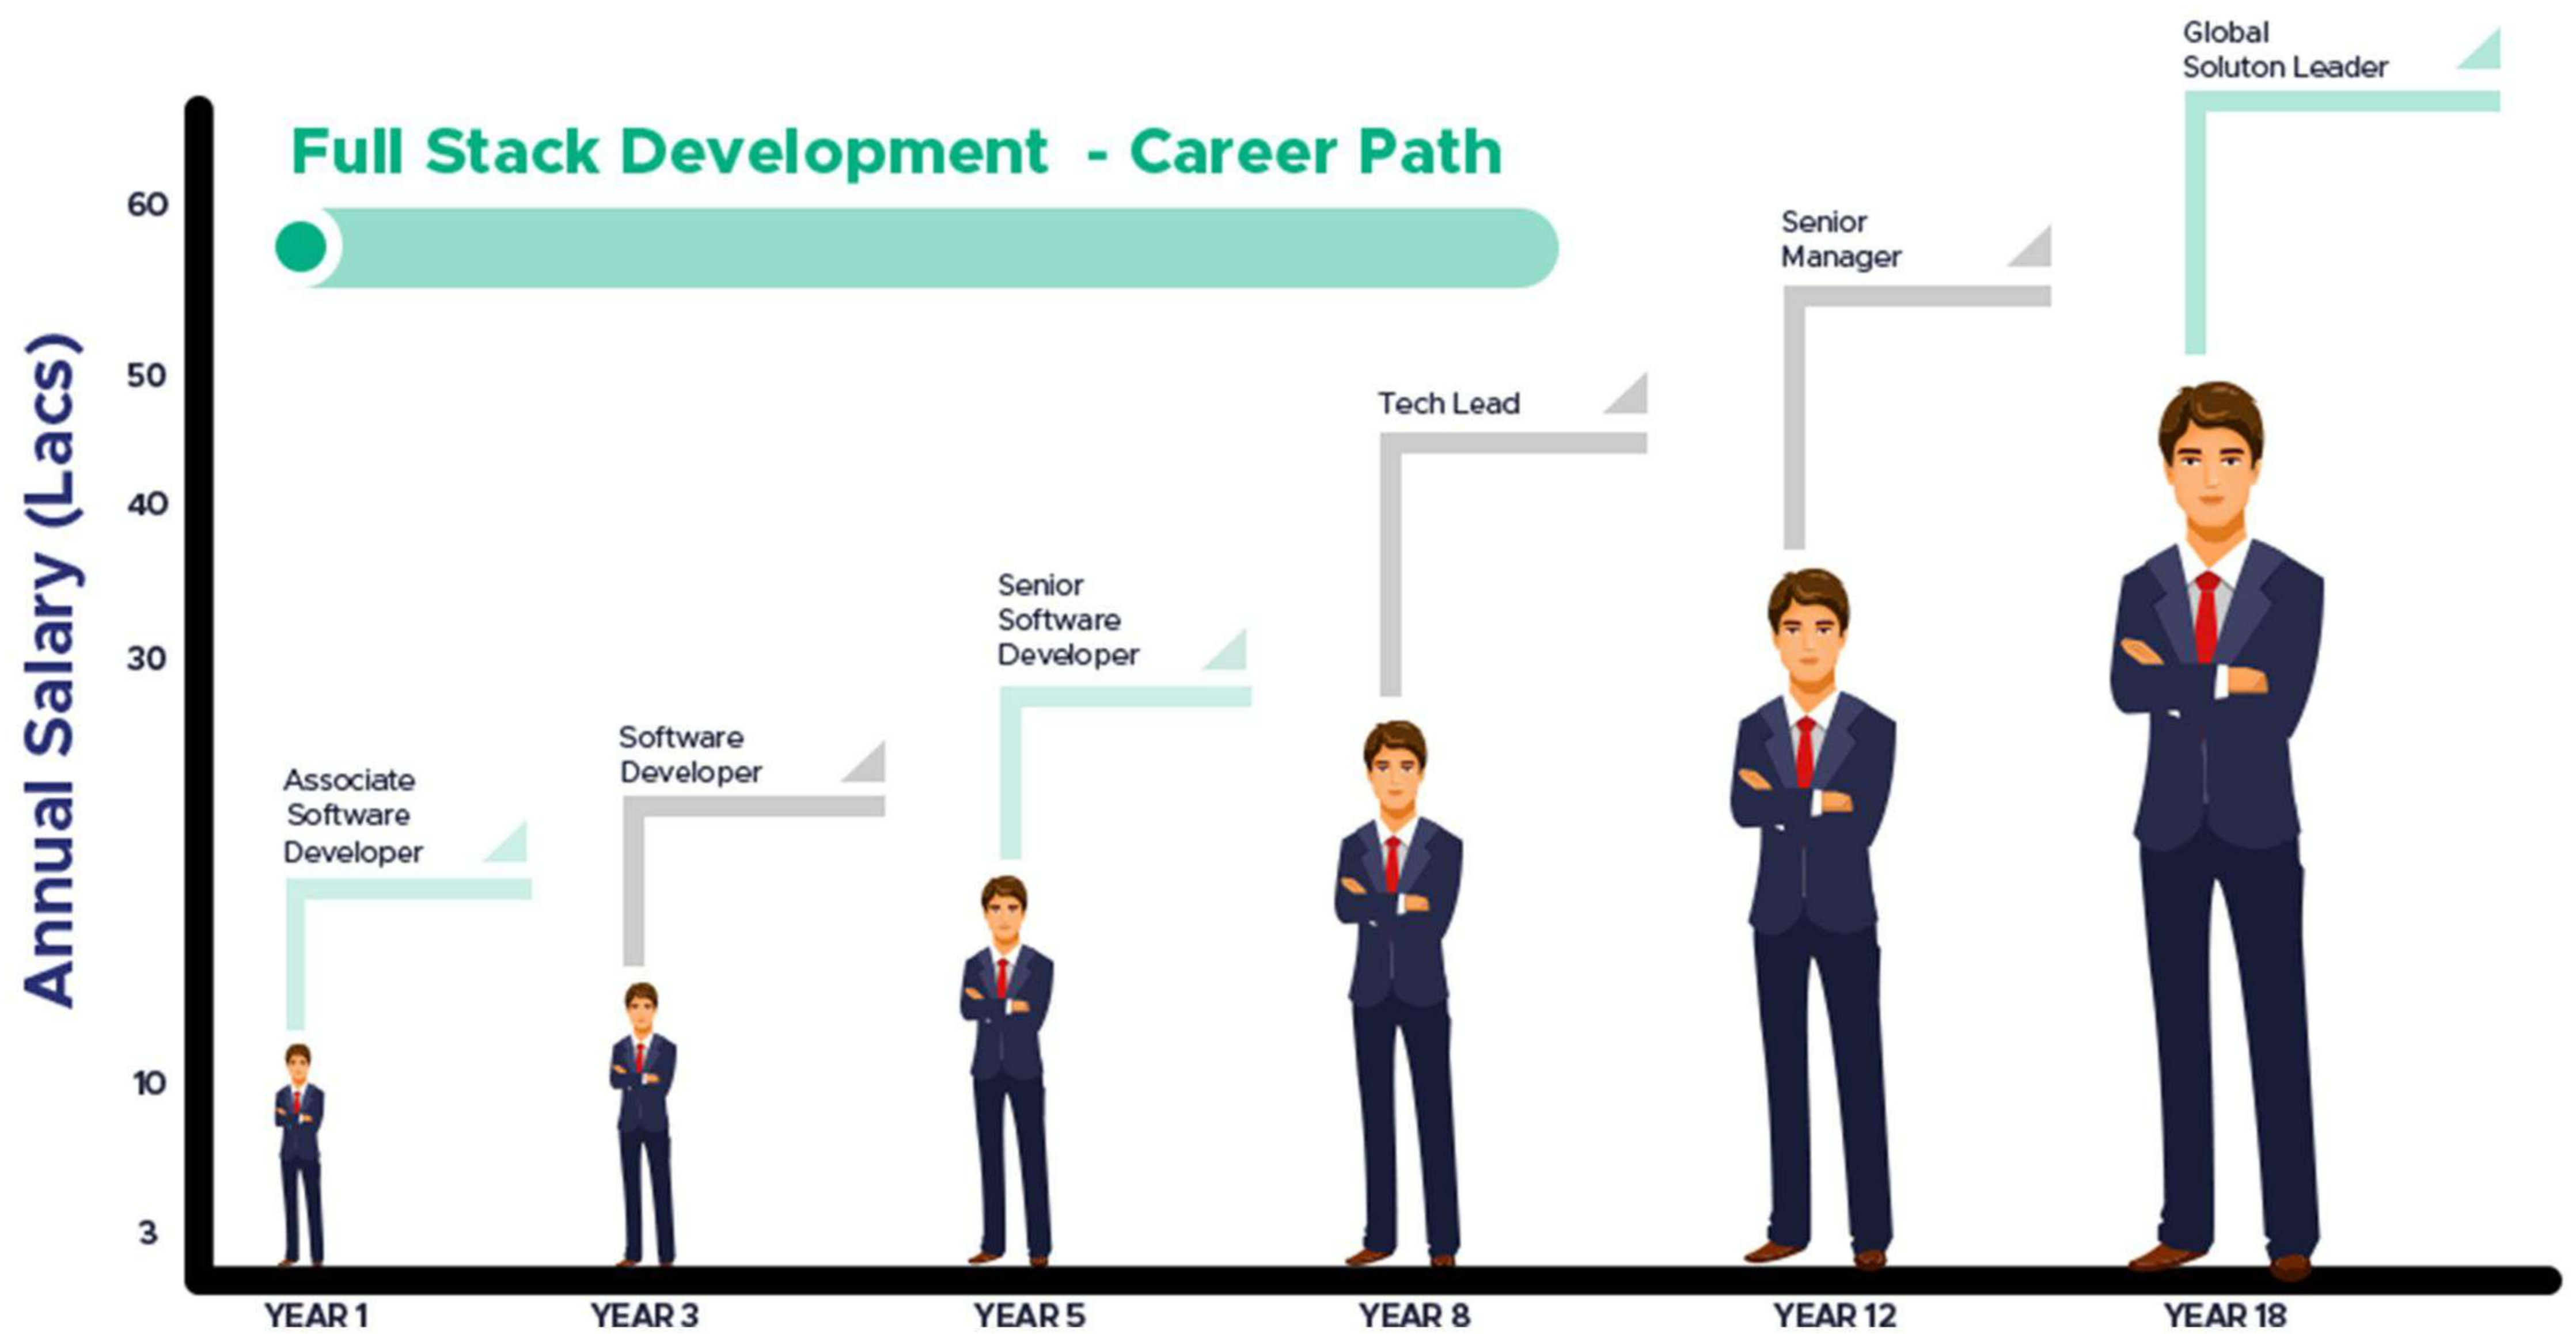 Full Stack Development - Career Path
Annual Salary (Lacs)
60
50
40
30
10
3
Associate
Software
Developer
Software
Developer
Senior
Software
Developer
Tech Lead
Senior
Manager
Global
Soluton Leader
YEAR 1
YEAR 3
YEAR 5
YEAR 8
YEAR 12
YEAR 18